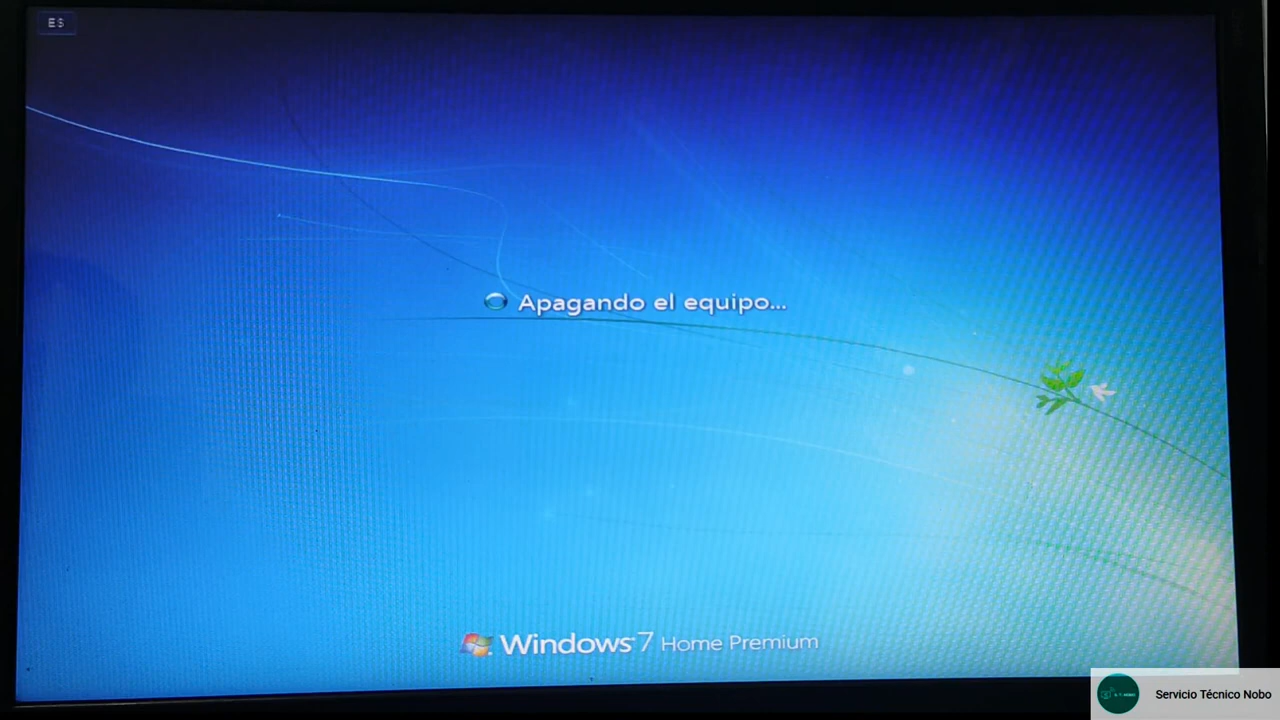 ES
Apagando el equipo...
Windows 7 Home Premium
Servicio Técnico Nobo